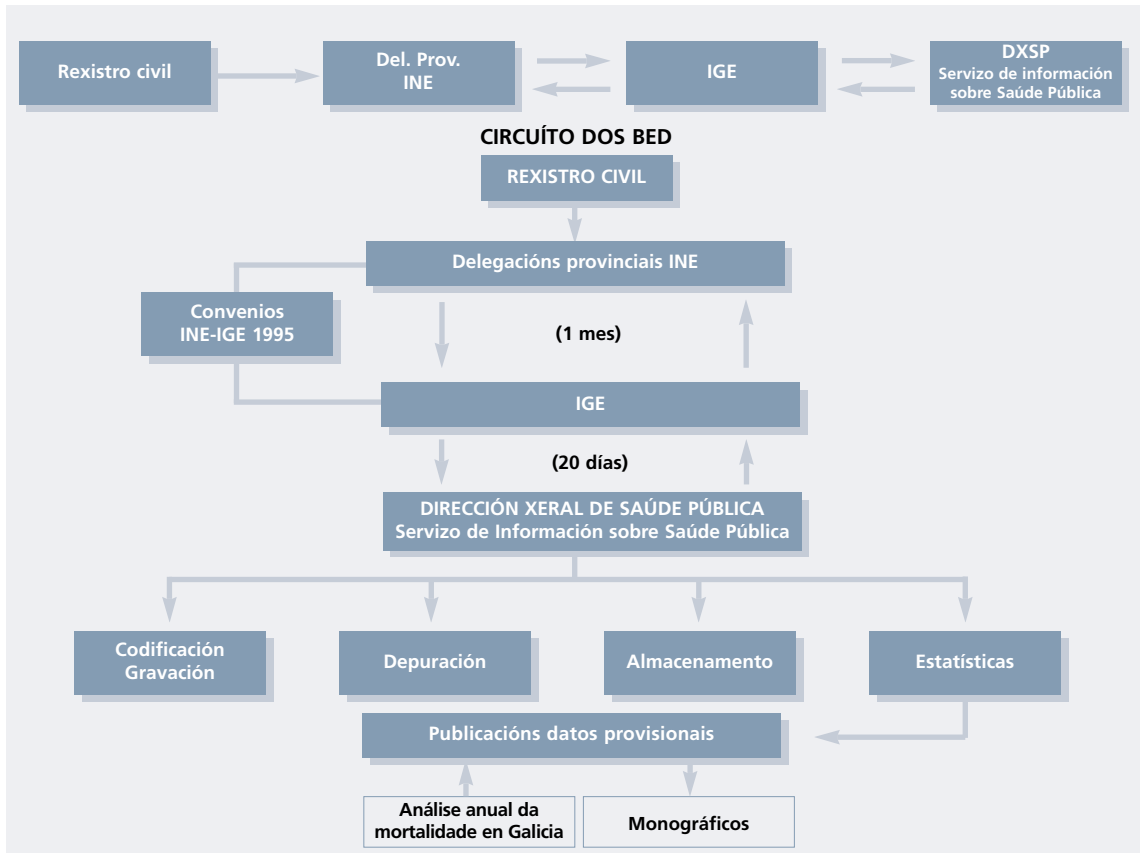 Rexistro civil
Del. Prov.
INE
IGE
DXSP
Servizo de información
sobre Saúde Pública
CIRCUÍTO DOS BED
REXISTRO CIVIL
Delegacións provinciais INE
Convenios
INE-IGE 1995
(1 mes)
IGE
(20 días)
DIRECCIÓN XERAL DE SAÚDE PÚBLICA
Servizo de Información sobre Saúde Pública
Codificación
Gravación
Depuración
Almacenamento
Estatísticas
Publicacións datos provisionais
Análise anual da
mortalidade en Galicia
Monográficos